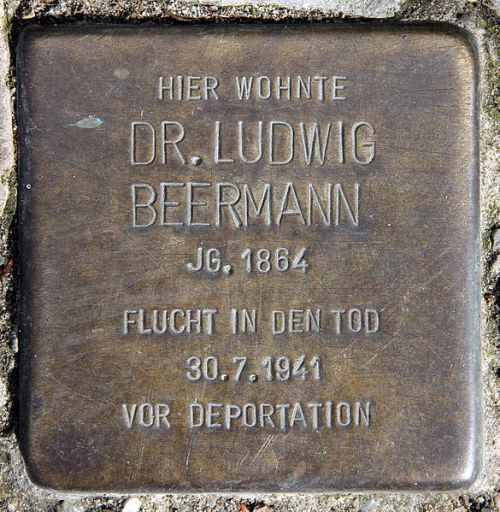 HIER WOHNTE
DR. LUDWIG
BEERMANN
JG. 1864
FLUCHT IN DEN TOD
30.7.1941
VOR DEPORTATION